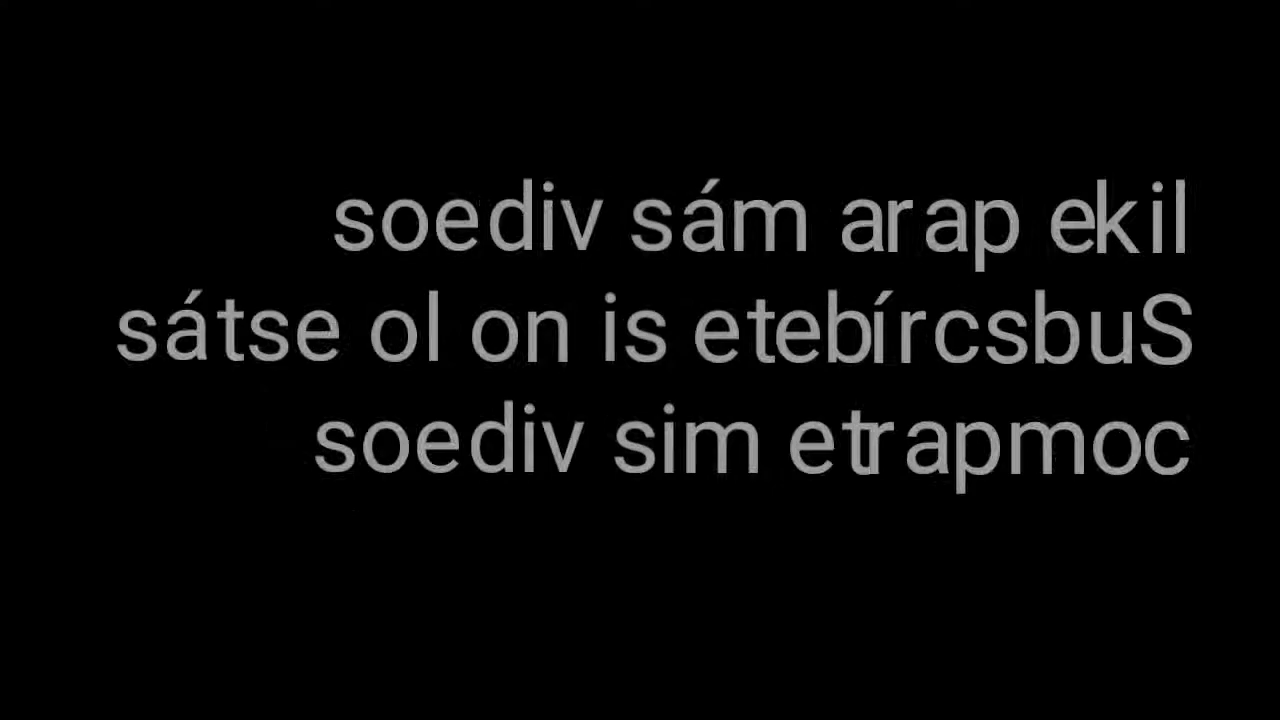 soediv sám arap ekil
sátse ol on is etebírcsbuS
soediv sim etrapmoc